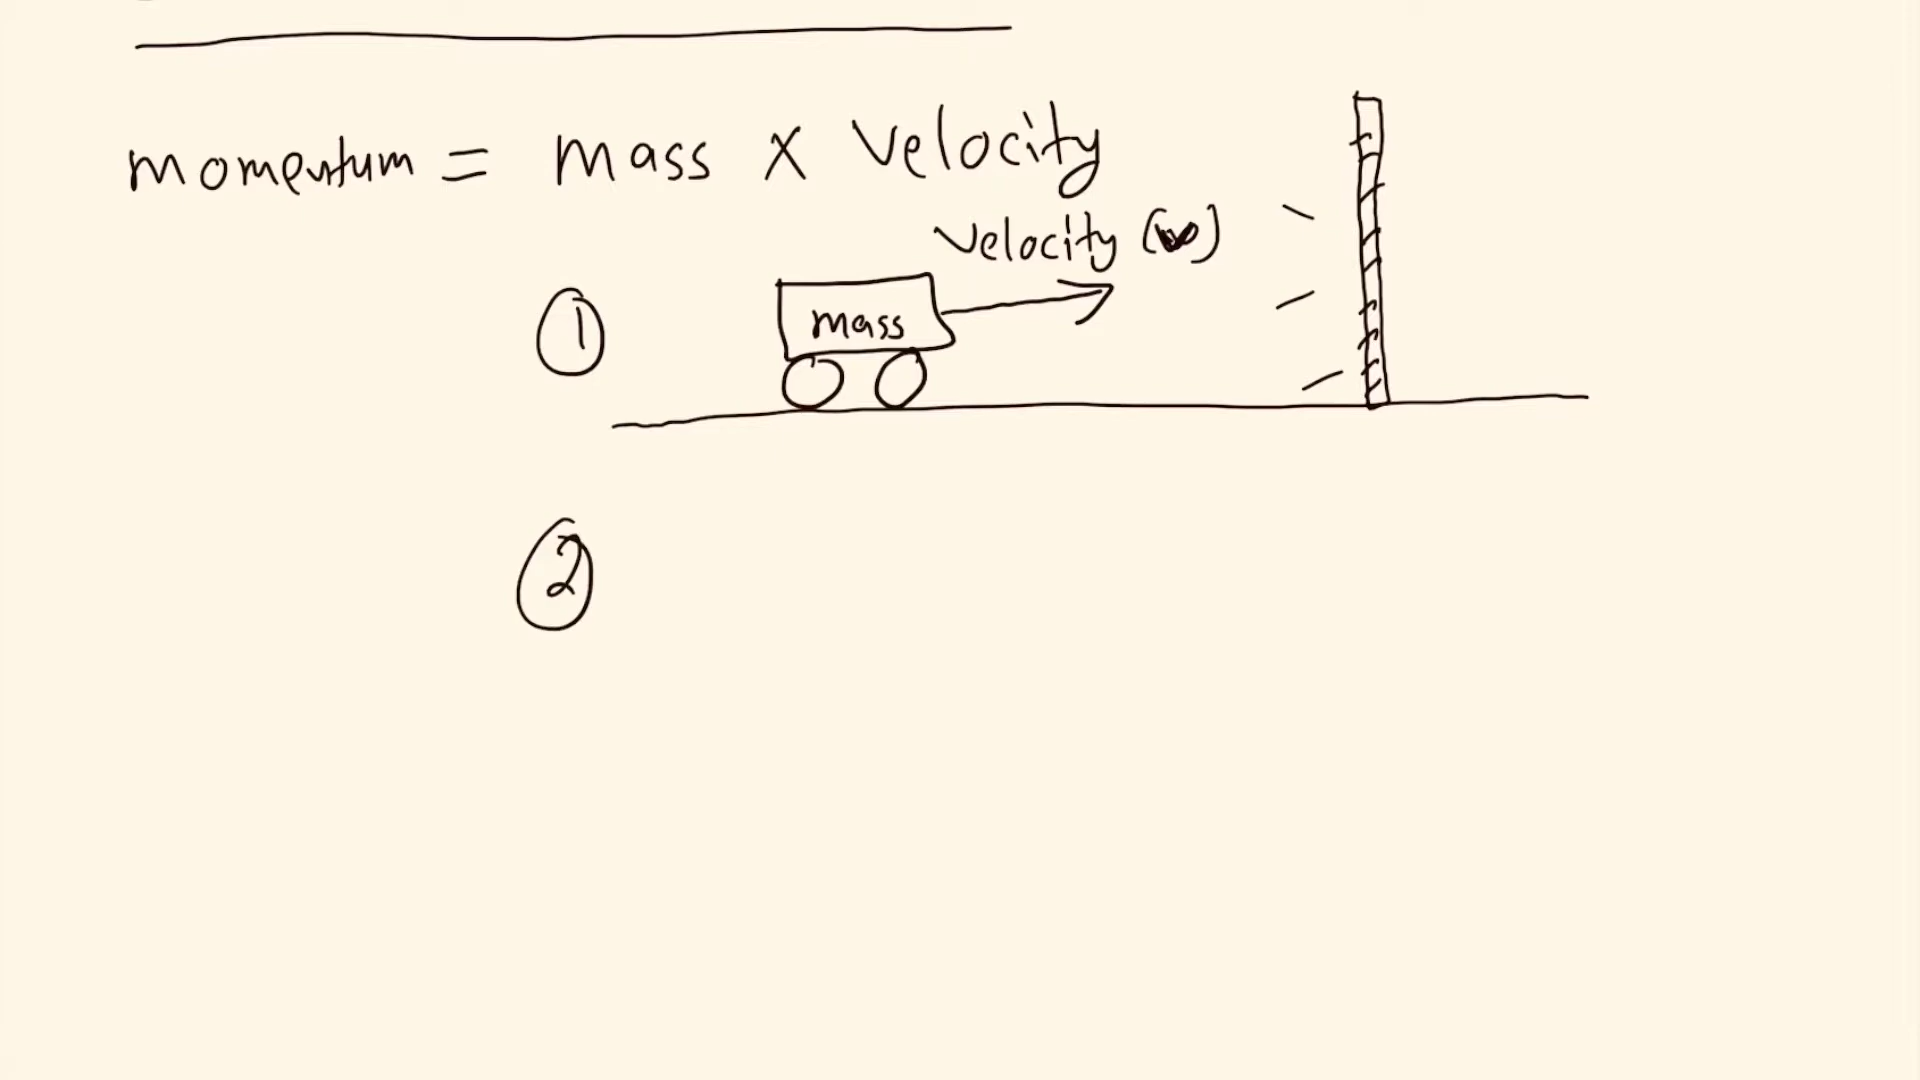 momentum = mass x velocity
velocity (v)
① mass
②